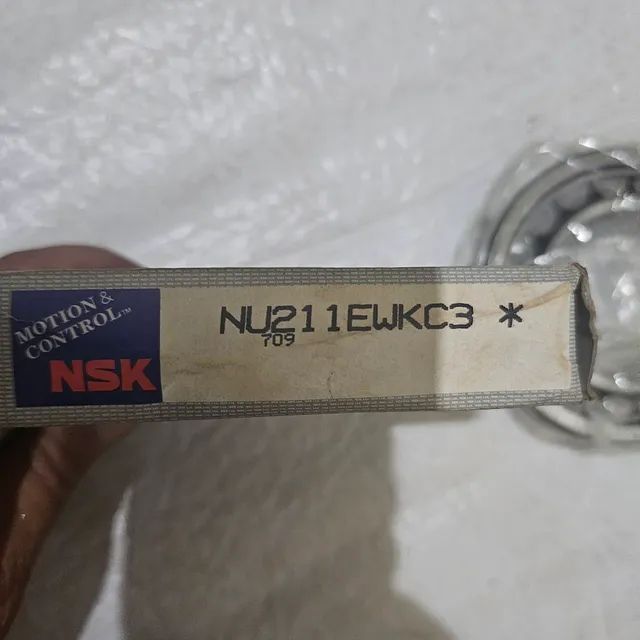 MOTION &
CONTROL™
NSK
NU211EWKC3 *
709